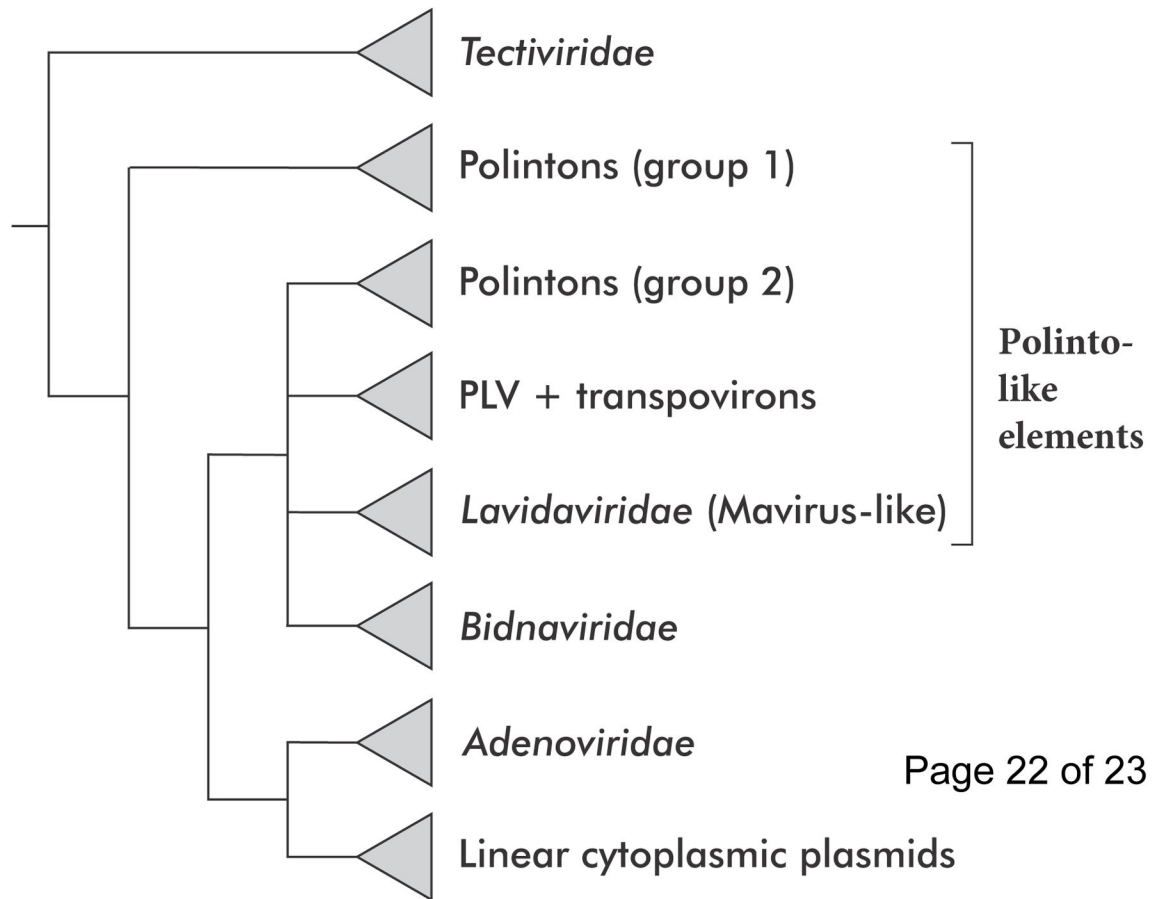 Tectiviridae
Polintons (group 1)
Polintons (group 2)
PLV + transpovirons
Lavidaviridae (Mavirus-like)
Bidnaviridae
Adenoviridae
Linear cytoplasmic plasmids
Polinto-
like
elements
Page 22 of 23